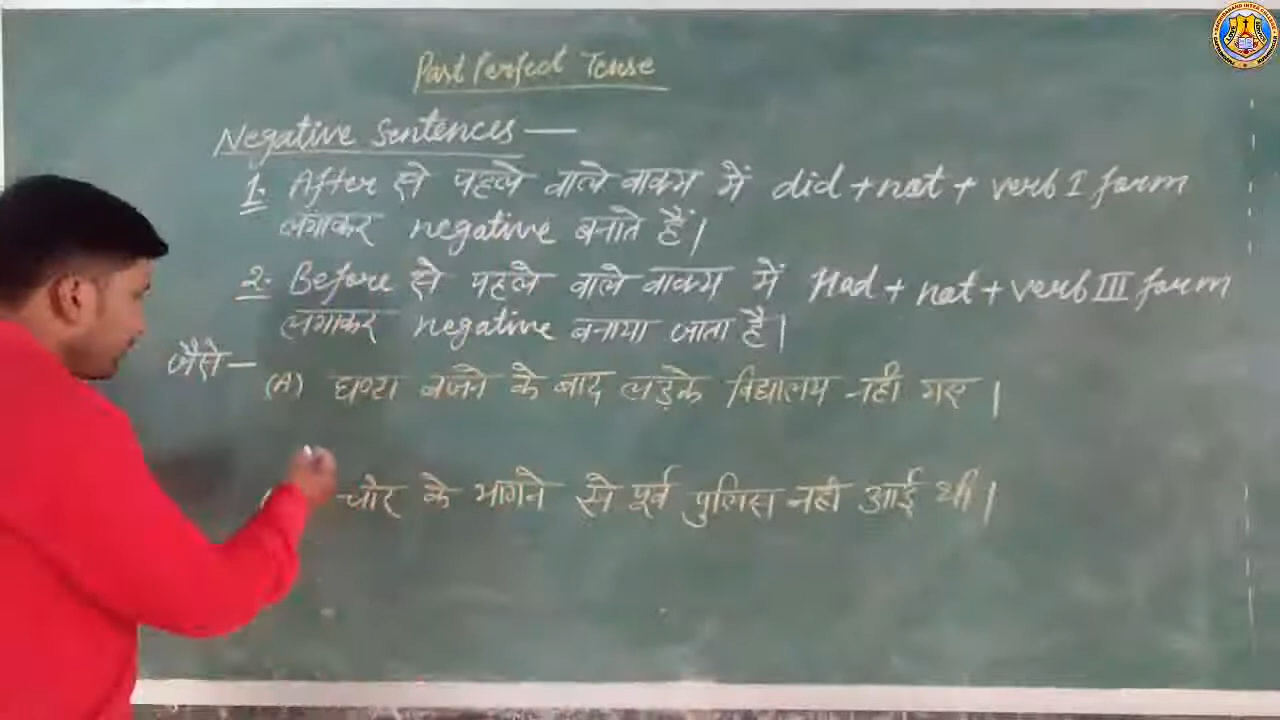 Past Perfect Tense
Negative Sentences —
1. After से पहले वाले वाक्य में did + not + verb I form
लगाकर negative बनाते हैं।
2. Before से पहले वाले वाक्य में Had + not + verb III form
लगाकर negative बनाया जाता है।
जैसे—
(A) घण्टा बजने के बाद लड़के विद्यालय नही गए।
चोर के भागने से पूर्व पुलिस नही आई थी।